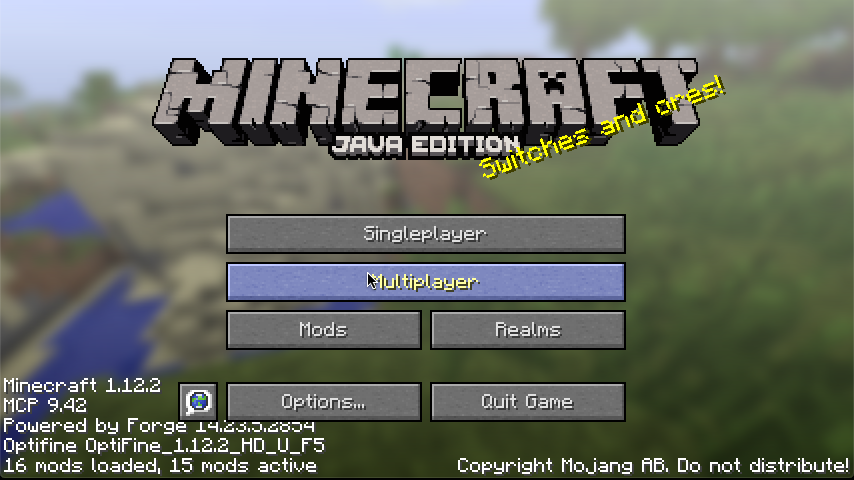 MINECRAFT
JAVA EDITION
Switches and ores!
Singleplayer
Multiplayer
Mods
Realms
Options...
Quit Game
Minecraft 1.12.2
MCP 9.42
Powered by Forge 14.23.5.2854
Optifine OptiFine_1.12.2_HD_U_F5
16 mods loaded, 15 mods active
Copyright Mojang AB. Do not distribute!